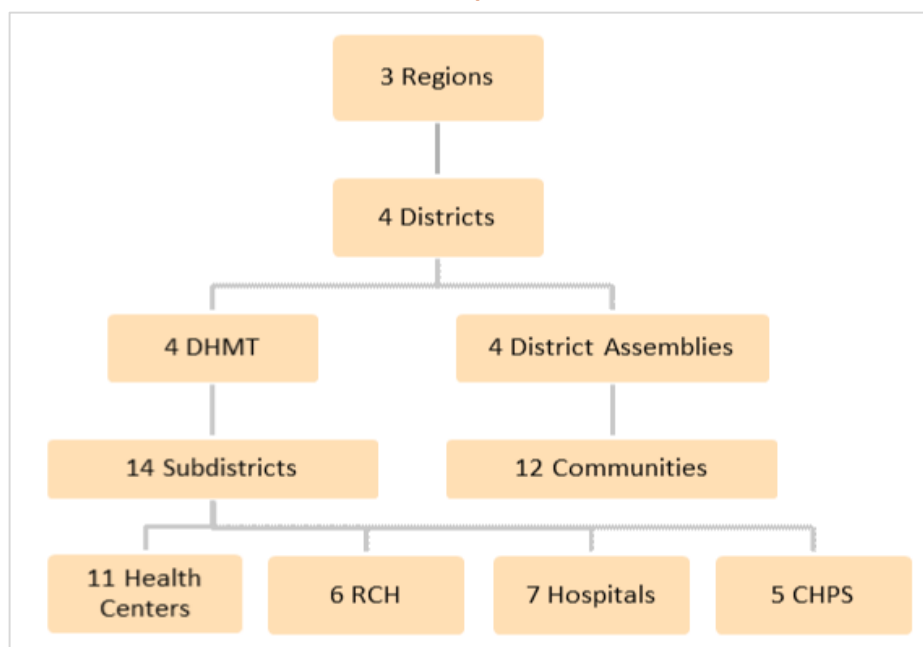 3 Regions
4 Districts
4 DHMT
4 District Assemblies
14 Subdistricts
12 Communities
11 Health
Centers
6 RCH
7 Hospitals
5 CHPS